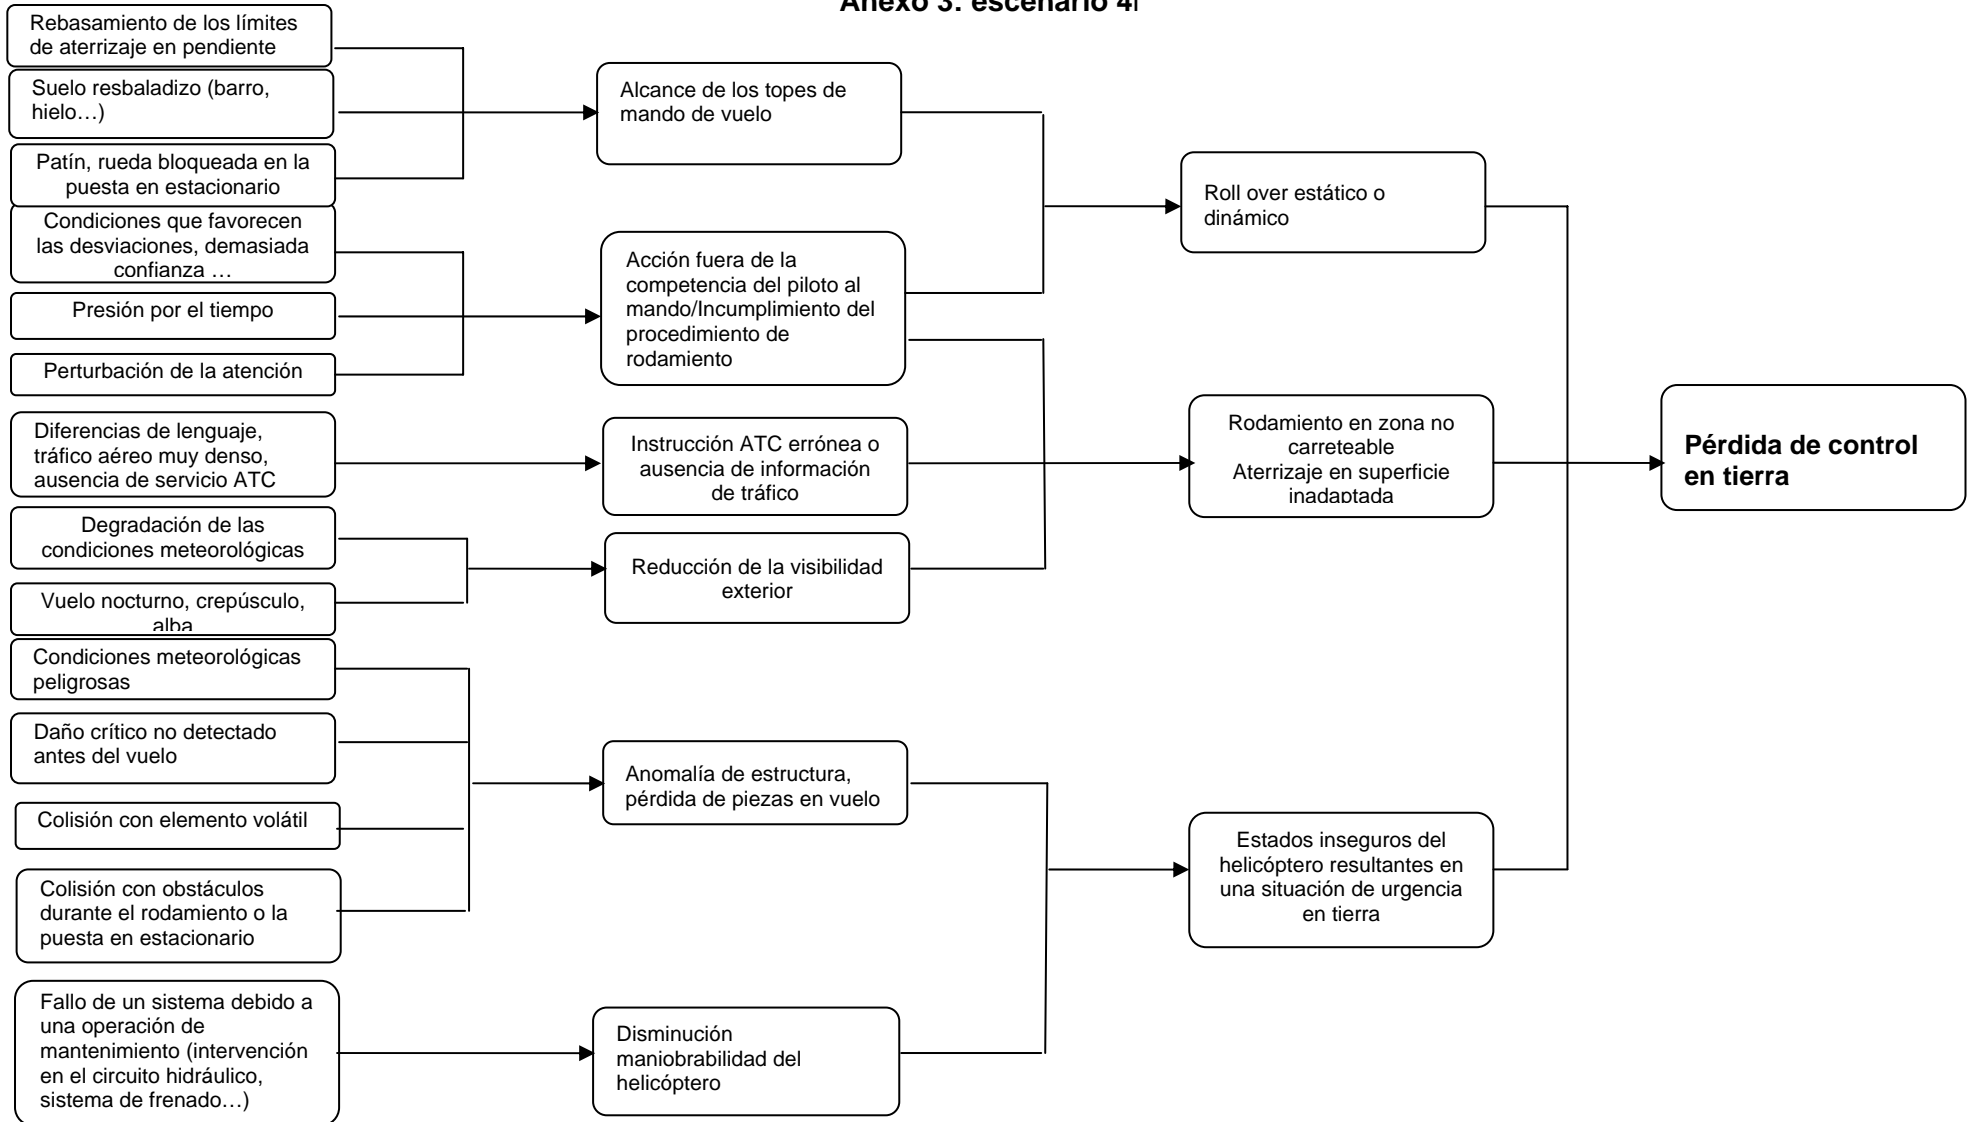 Anexo 3: escenario 4
Rebasamiento de los límites
de aterrizaje en pendiente
Suelo resbaladizo (barro,
hielo…)
Patín, rueda bloqueada en la
puesta en estacionario
Condiciones que favorecen
las desviaciones, demasiada
confianza …
Presión por el tiempo
Perturbación de la atención
Diferencias de lenguaje,
tráfico aéreo muy denso,
ausencia de servicio ATC
Degradación de las
condiciones meteorológicas
Vuelo nocturno, crepúsculo,
alba
Condiciones meteorológicas
peligrosas
Daño crítico no detectado
antes del vuelo
Colisión con elemento volátil
Colisión con obstáculos
durante el rodamiento o la
puesta en estacionario
Fallo de un sistema debido a
una operación de
mantenimiento (intervención
en el circuito hidráulico,
sistema de frenado…)
Alcance de los topes de
mando de vuelo
Acción fuera de la
competencia del piloto al
mando/Incumplimiento del
procedimiento de
rodamiento
Instrucción ATC errónea o
ausencia de información
de tráfico
Reducción de la visibilidad
exterior
Anomalía de estructura,
pérdida de piezas en vuelo
Disminución
maniobrabilidad del
helicóptero
Roll over estático o
dinámico
Rodamiento en zona no
carreteable
Aterrizaje en superficie
inadaptada
Estados inseguros del
helicóptero resultantes en
una situación de urgencia
en tierra
Pérdida de control
en tierra